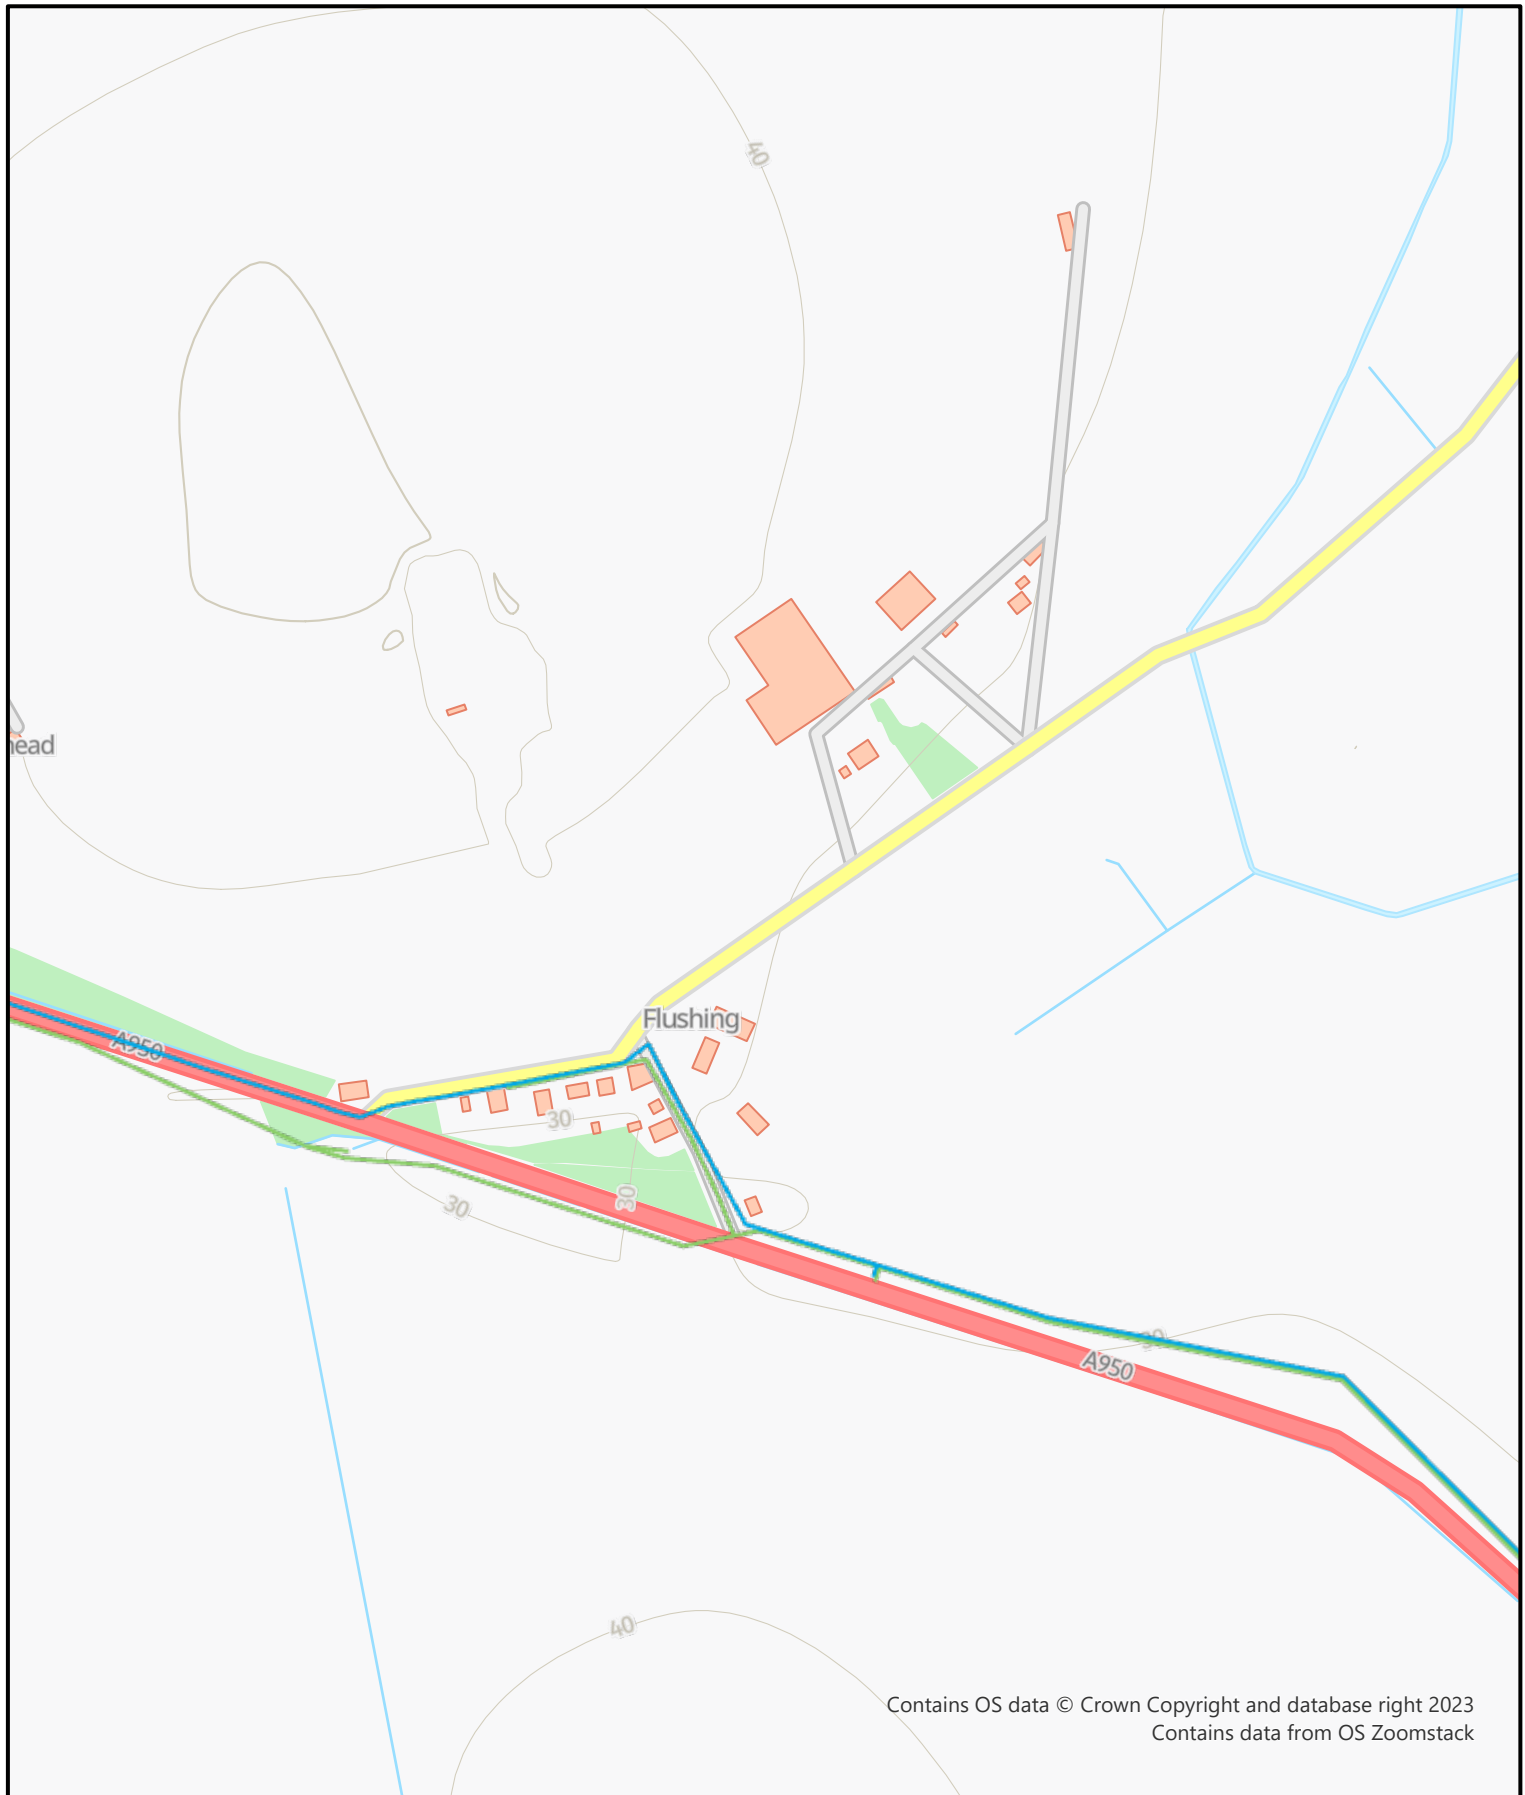 40
head
A950
Flushing
30
30
30
30
A950
40
Contains OS data © Crown Copyright and database right 2023
Contains data from OS Zoomstack